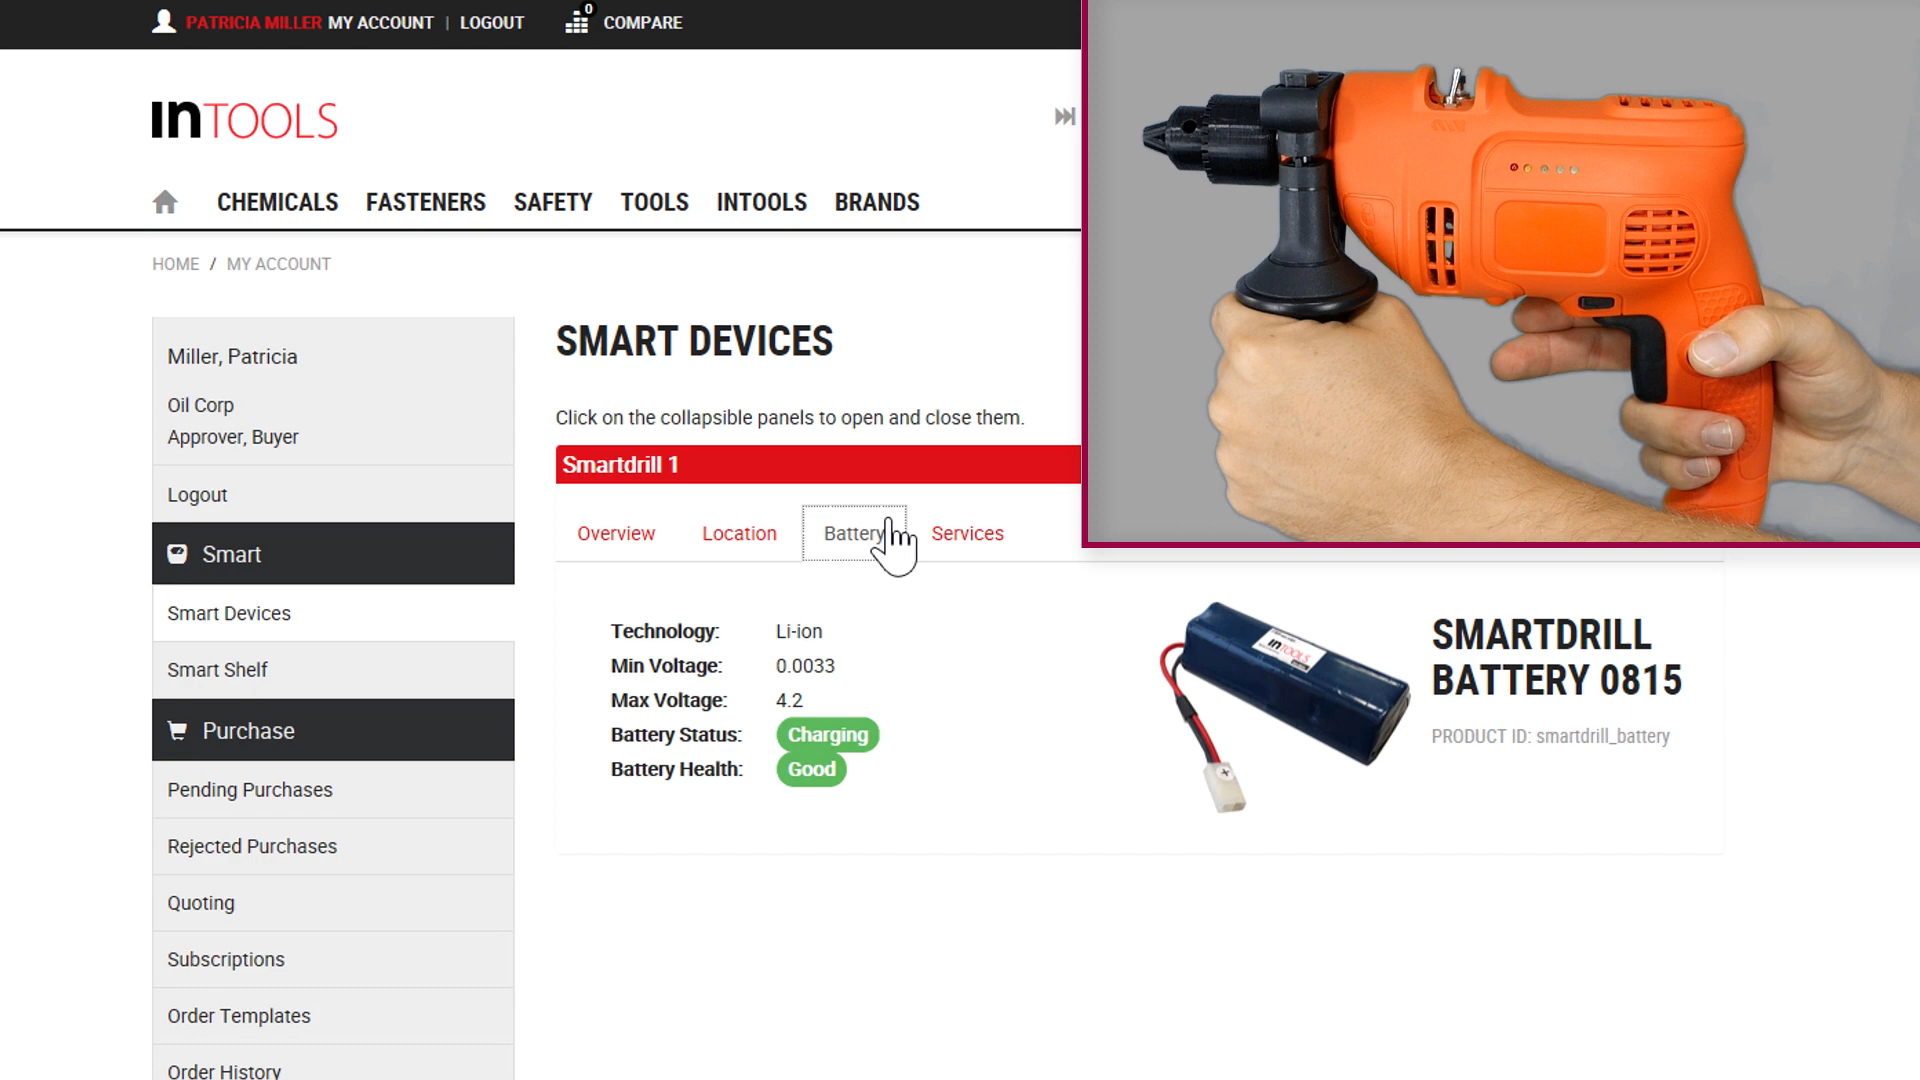 PATRICIA MILLER MY ACCOUNT | LOGOUT 0 COMPARE
INTOOLS
CHEMICALS FASTENERS SAFETY TOOLS INTOOLS BRANDS
HOME / MY ACCOUNT
Miller, Patricia
Oil Corp
Approver, Buyer
Logout
Smart
Smart Devices
Smart Shelf
Purchase
Pending Purchases
Rejected Purchases
Quoting
Subscriptions
Order Templates
Order History
SMART DEVICES
Click on the collapsible panels to open and close them.
Smartdrill 1
Overview Location Battery Services
Technology: Li-ion
Min Voltage: 0.0033
Max Voltage: 4.2
Battery Status: Charging
Battery Health: Good
INTOOLS
SMARTDRILL
BATTERY 0815
PRODUCT ID: smartdrill_battery